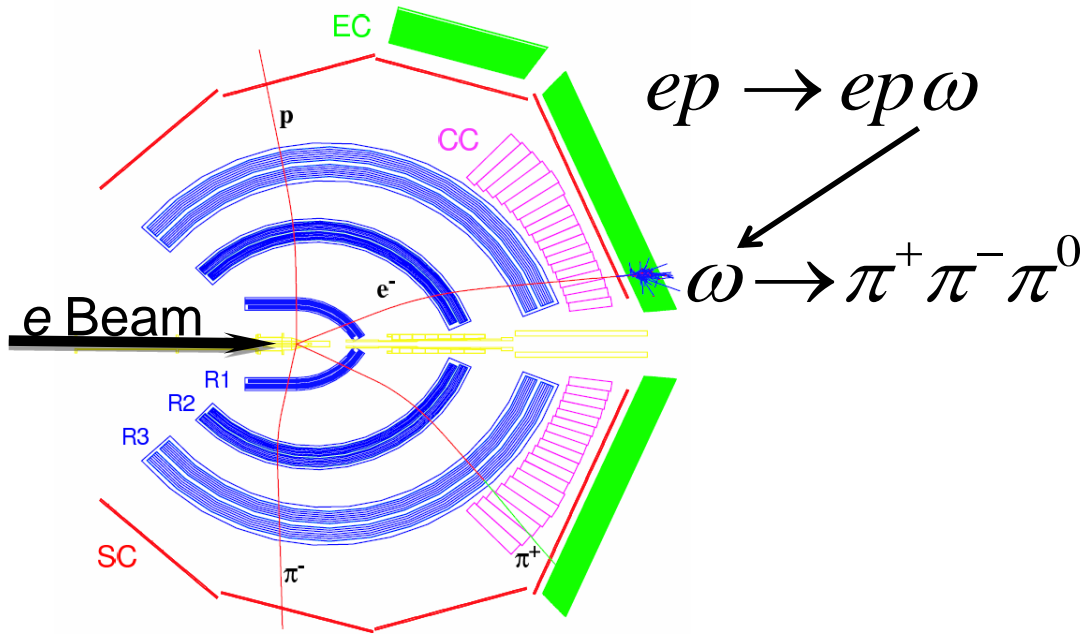 EC
ep → epω
p
CC
e⁻
ω → π⁺ π⁻ π⁰
e Beam
R1
R2
R3
SC
π⁻
π⁺